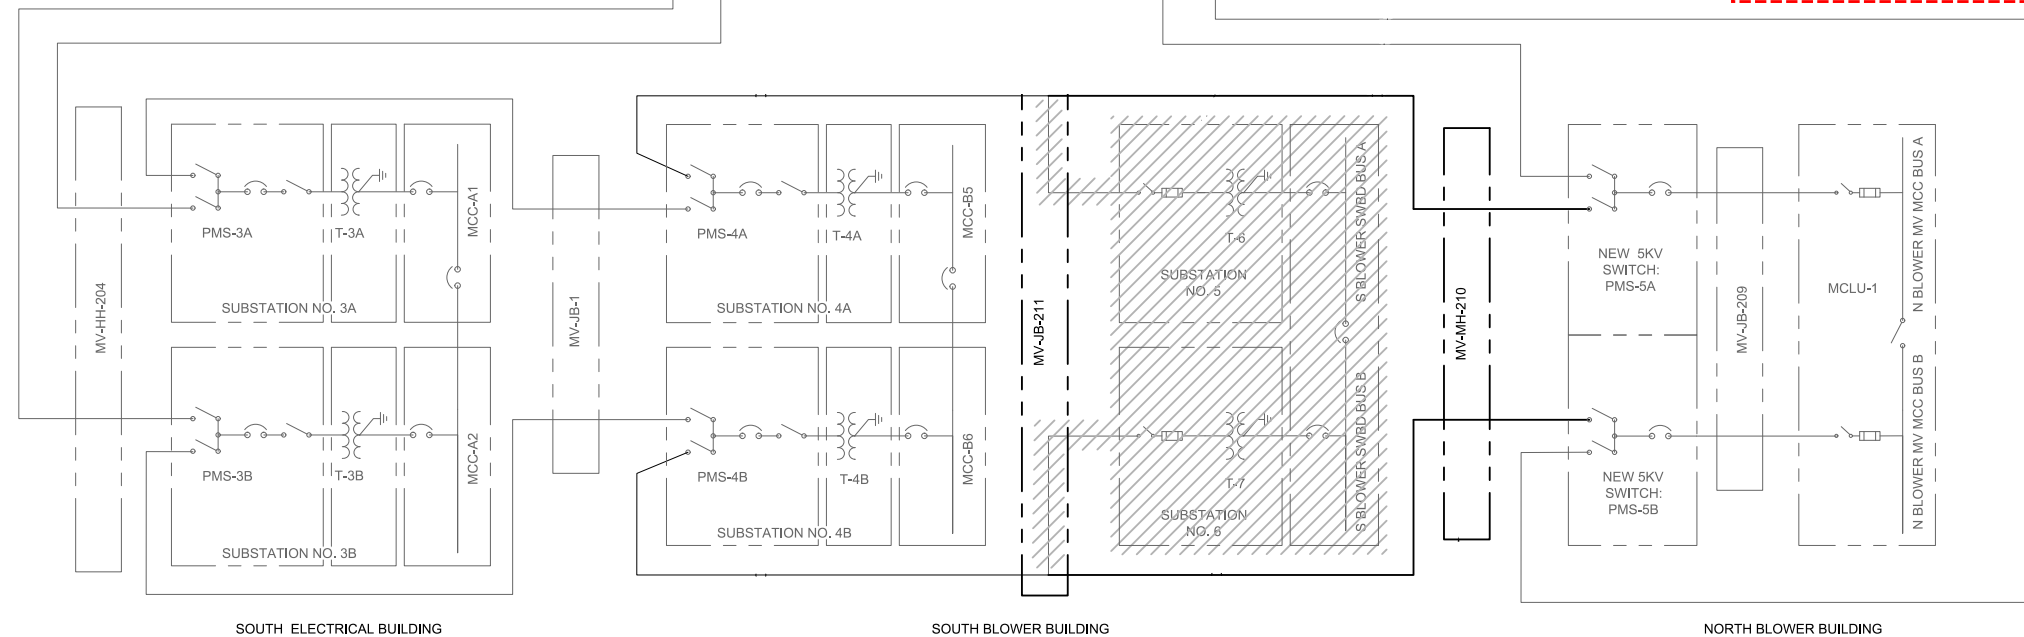 MV-HH-204
PMS-3A
T-3A
MCC-A1
SUBSTATION NO. 3A
PMS-3B
T-3B
MCC-A2
SUBSTATION NO. 3B
SOUTH ELECTRICAL BUILDING
MV-JB-1
PMS-4A
T-4A
MCC-B5
SUBSTATION NO. 4A
PMS-4B
T-4B
MCC-B6
SUBSTATION NO. 4B
MV-JB-211
T-6
SUBSTATION
NO. 5
S BLOWER SWBD BUS A
T-7
SUBSTATION
NO. 6
S BLOWER SWBD BUS B
SOUTH BLOWER BUILDING
MV-MH-210
NEW 5KV
SWITCH:
PMS-5A
NEW 5KV
SWITCH:
PMS-5B
MV-JB-209
MCLU-1
N BLOWER MV MCC BUS A
N BLOWER MV MCC BUS B
NORTH BLOWER BUILDING